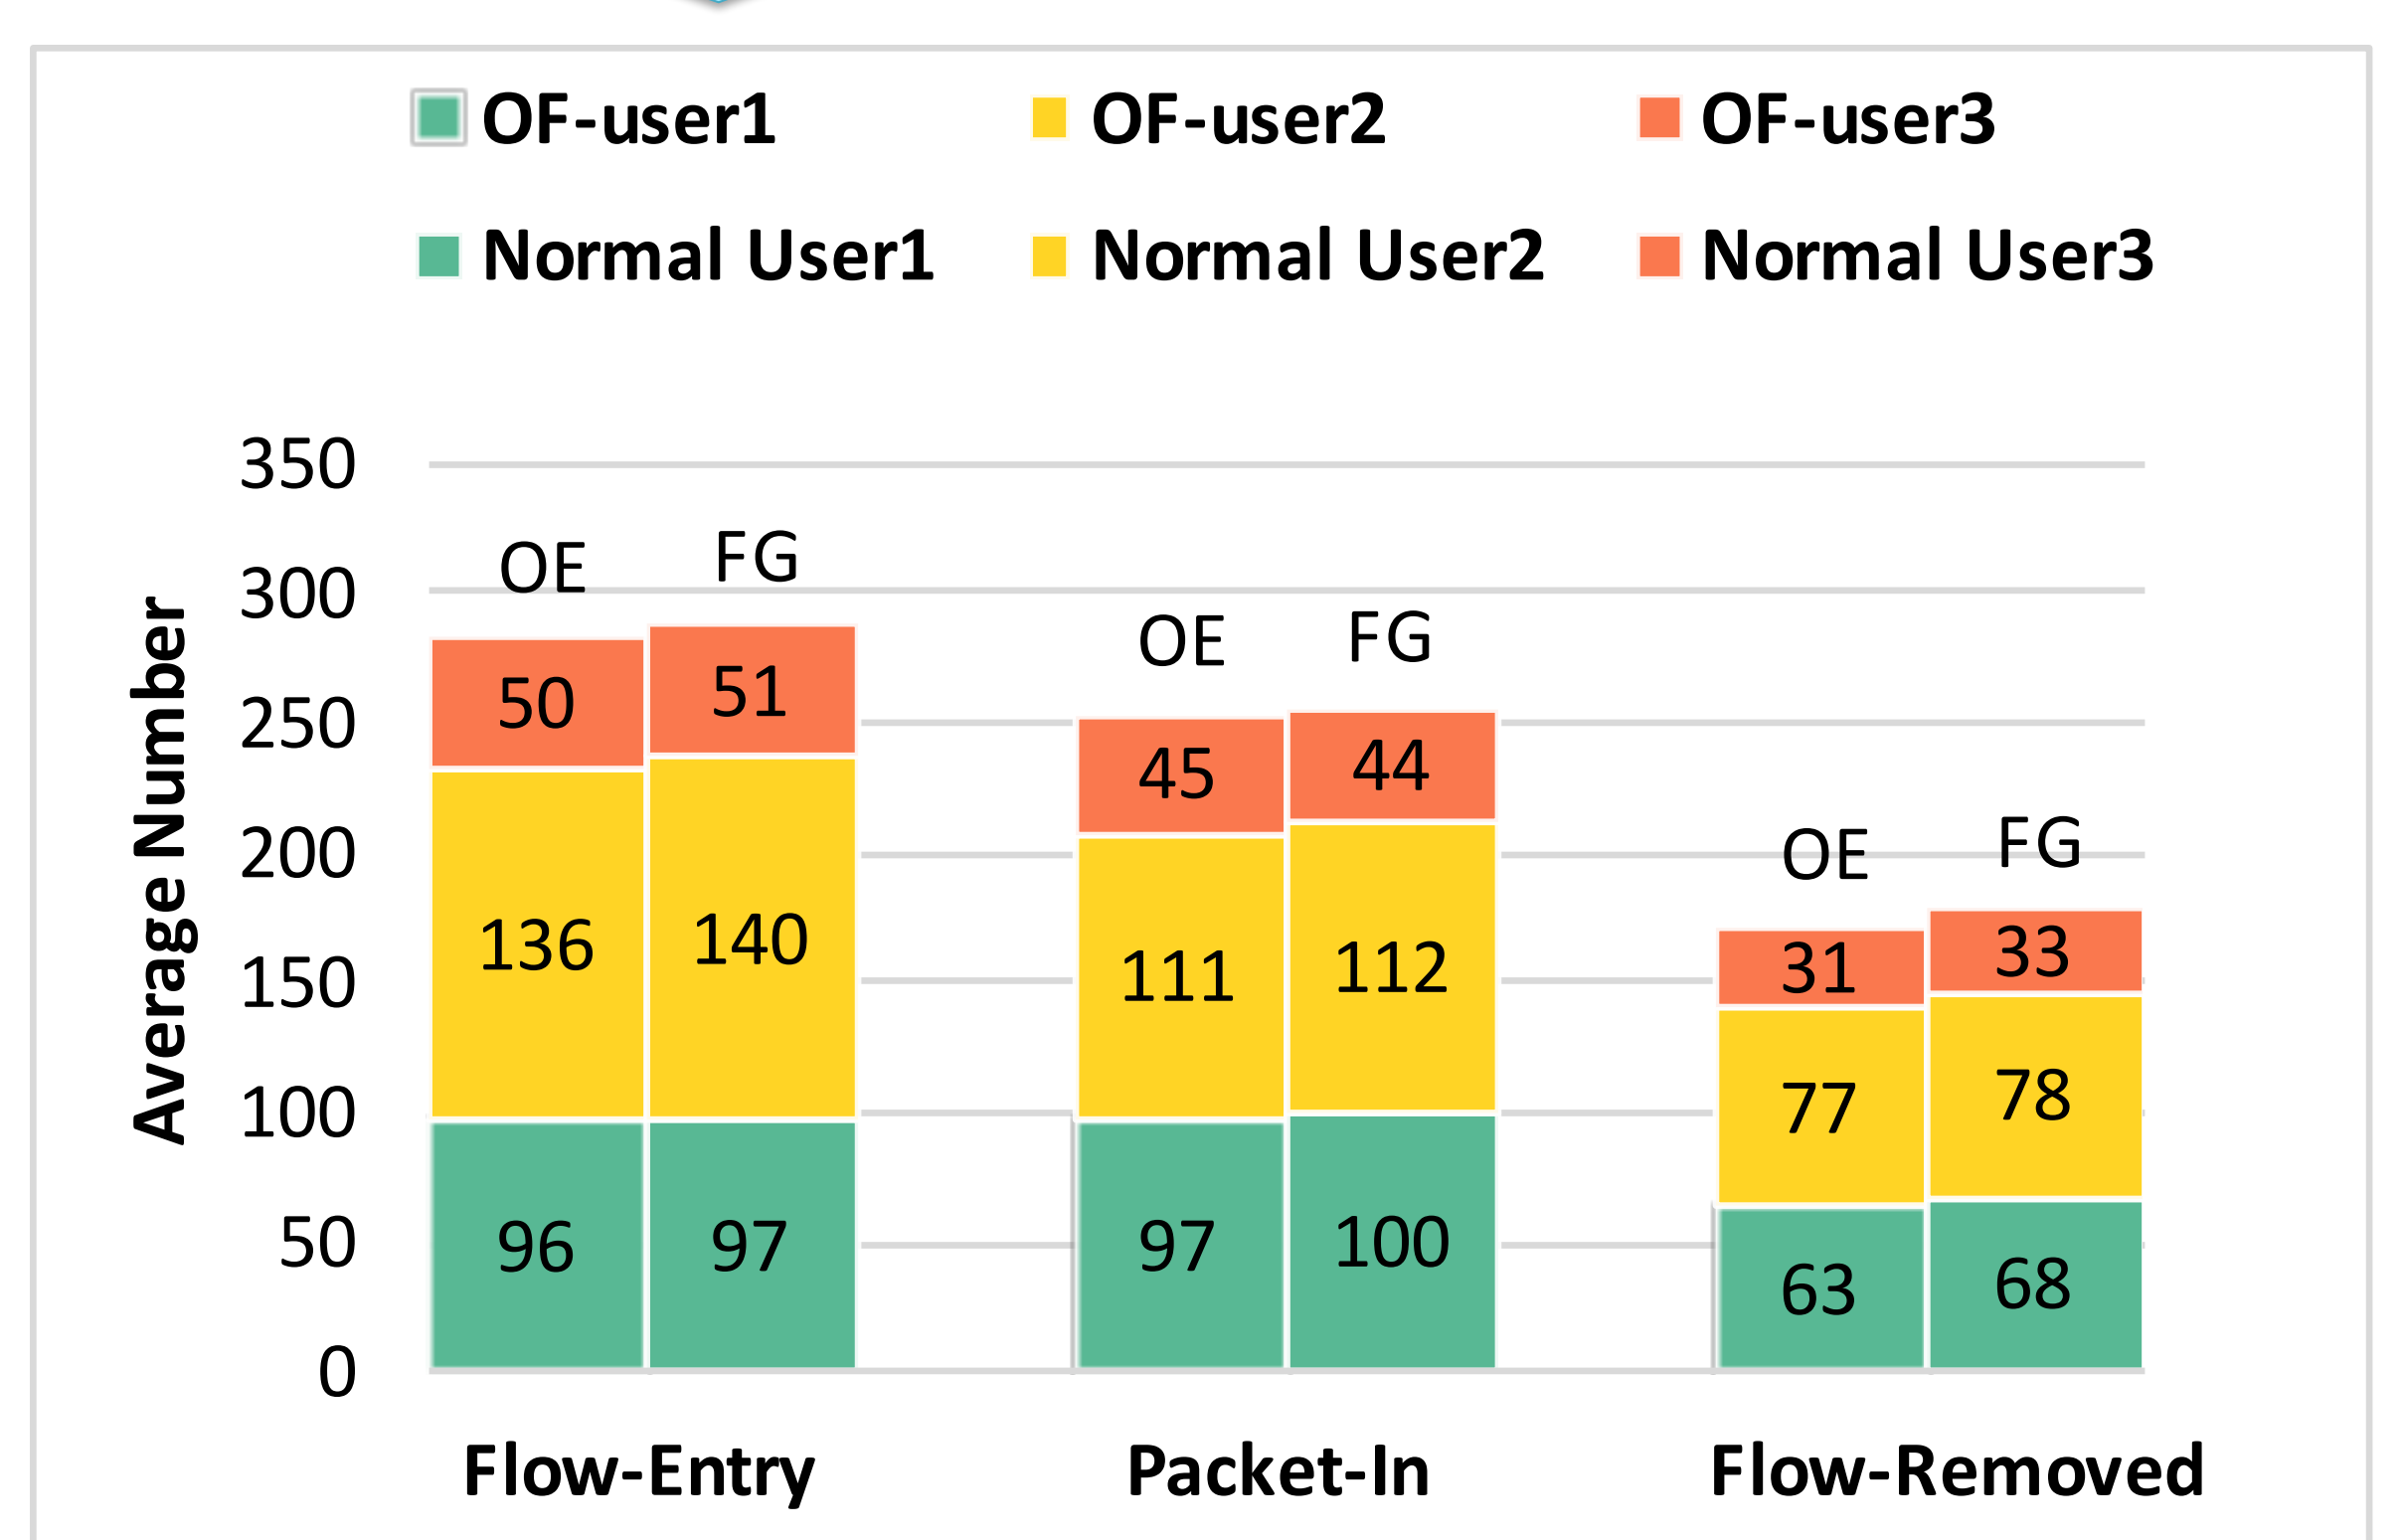 OF-user1 OF-user2 OF-user3
Normal User1 Normal User2 Normal User3
Average Number
350
300
250
200
150
100
50
0
OE FG
50 51
136 140
96 97
OE FG
45 44
111 112
97 100
OE FG
31 33
77 78
63 68
Flow-Entry Packet-In Flow-Removed